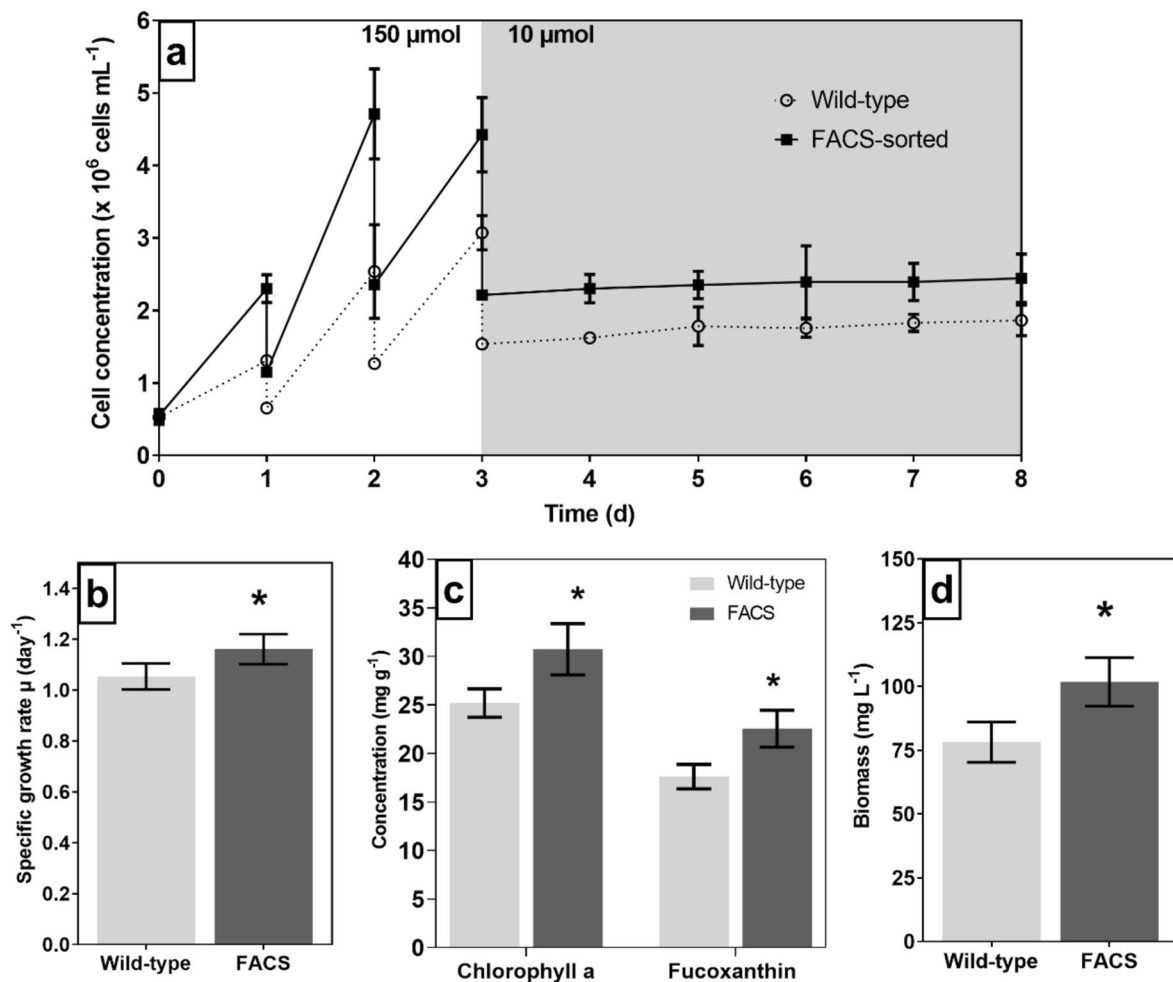 a
150 µmol
10 µmol
Cell concentration (x 10⁶ cells mL⁻¹)
6
5
4
3
2
1
0
Wild-type
FACS-sorted
0 1 2 3 4 5 6 7 8
Time (d)
b
Specific growth rate µ (day⁻¹)
1.4
1.2
1.0
0.8
0.6
0.4
0.2
0.0
*
Wild-type FACS
c
Concentration (mg g⁻¹)
40
35
30
25
20
15
10
5
0
Wild-type
FACS
*
*
Chlorophyll a Fucoxanthin
d
Biomass (mg L⁻¹)
150
125
100
75
50
25
0
*
Wild-type FACS